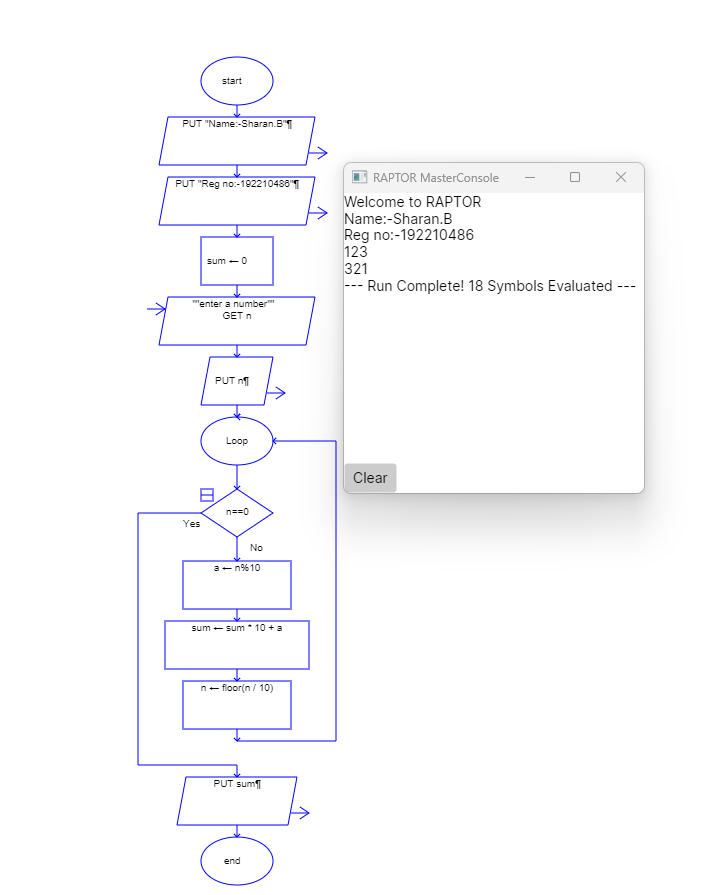 start
PUT "Name:-Sharan.B"¶
PUT "Reg no:-192210486"¶
sum ← 0
""enter a number""
GET n
PUT n¶
Loop
n==0
Yes
No
a ← n%10
sum ← sum * 10 + a
n ← floor(n / 10)
PUT sum¶
end
RAPTOR MasterConsole
Welcome to RAPTOR
Name:-Sharan.B
Reg no:-192210486
123
321
--- Run Complete! 18 Symbols Evaluated ---
Clear